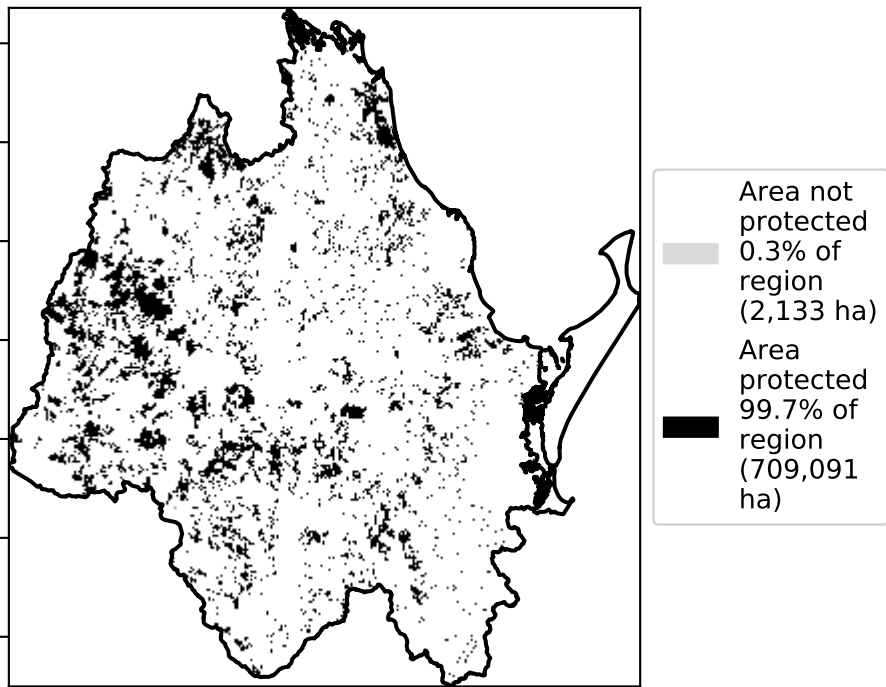 Area not
protected
0.3% of
region
(2,133 ha)
Area
protected
99.7% of
region
(709,091
ha)